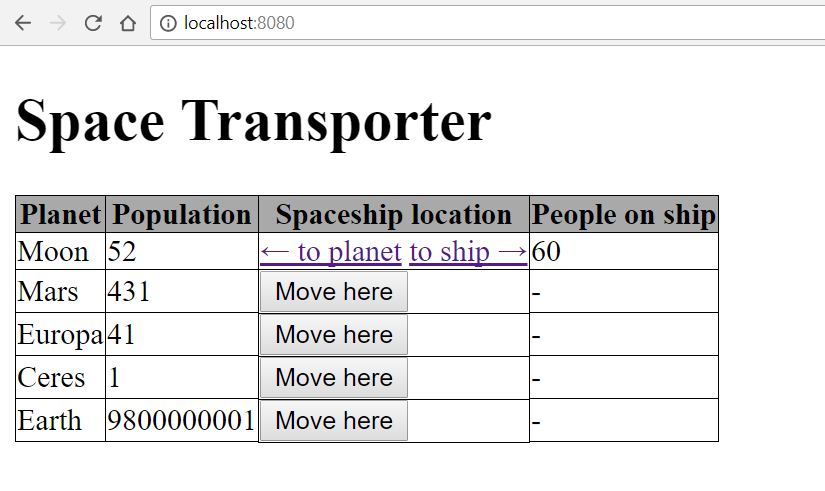 localhost:8080
Space Transporter
Planet Population Spaceship location People on ship
Moon 52 ← to planet to ship → 60
Mars 431 Move here -
Europa 41 Move here -
Ceres 1 Move here -
Earth 9800000001 Move here -